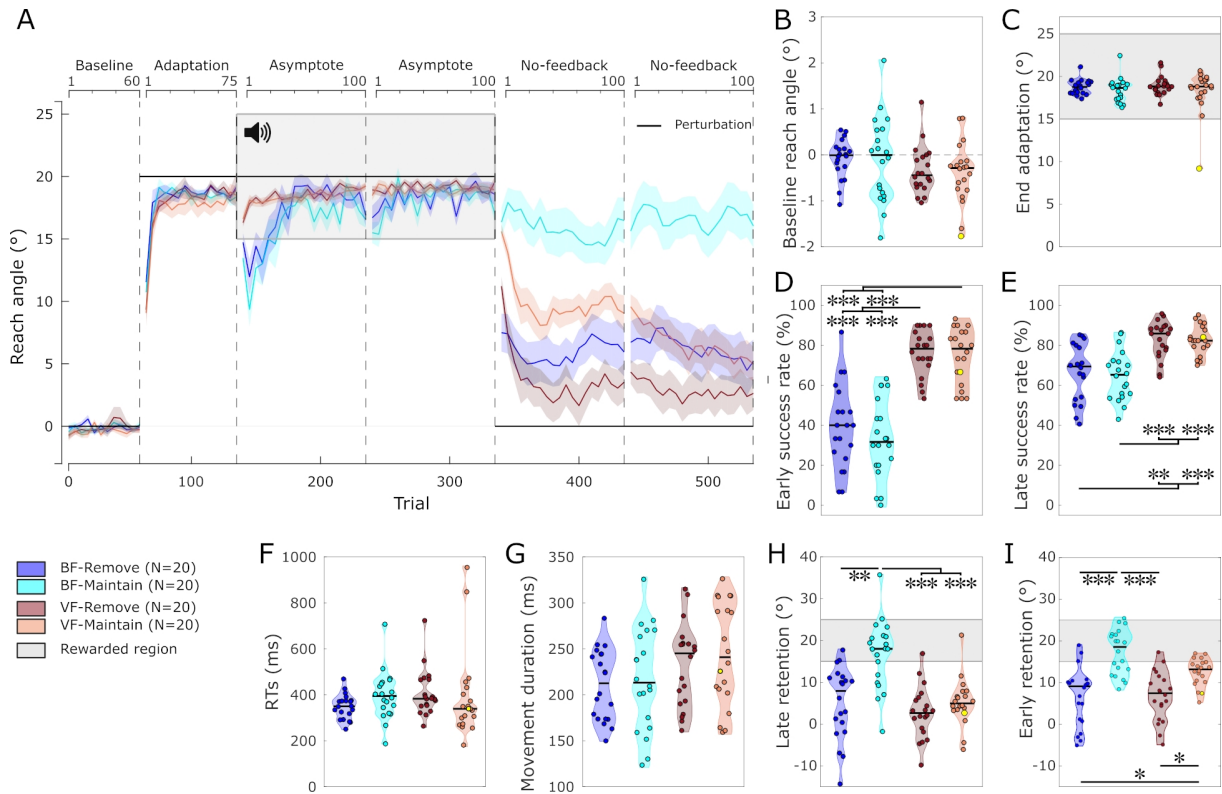 A
Baseline Adaptation Asymptote Asymptote No-feedback No-feedback
1 60 1 75 1 100 1 100 1 100 1 100
Perturbation
Reach angle (°)
25
20
15
10
5
0
0 100 200 300 400 500
Trial
B
Baseline reach angle (°)
3
2
1
0
-1
-2
C
End adaptation (°)
25
20
15
10
5
0
D
Early success rate (%)
100
80
60
40
20
0
*** ***
*** ***
E
Late success rate (%)
100
80
60
40
20
0
*** ***
** ***
BF-Remove (N=20)
BF-Maintain (N=20)
VF-Remove (N=20)
VF-Maintain (N=20)
Rewarded region
F
RTs (ms)
1000
800
600
400
200
0
G
Movement duration (ms)
350
300
250
200
150
100
H
Late retention (°)
40
30
20
10
0
-10
** *** ***
I
Early retention (°)
40
30
20
10
0
-10
*** ***
*
*